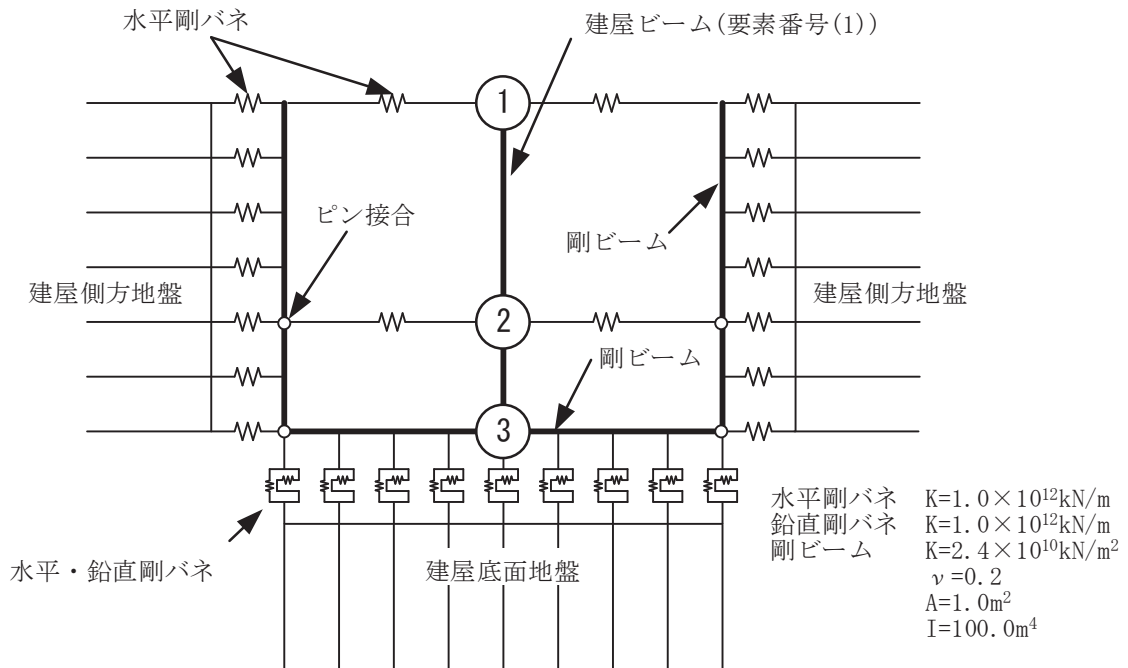 水平剛バネ
建屋ビーム(要素番号(1))
1
ピン接合
剛ビーム
建屋側方地盤
建屋側方地盤
2
剛ビーム
3
水平剛バネ K=1.0×10¹²kN/m
鉛直剛バネ K=1.0×10¹²kN/m
剛ビーム K=2.4×10¹⁰kN/m²
ν=0.2
A=1.0m²
I=100.0m⁴
水平・鉛直剛バネ
建屋底面地盤